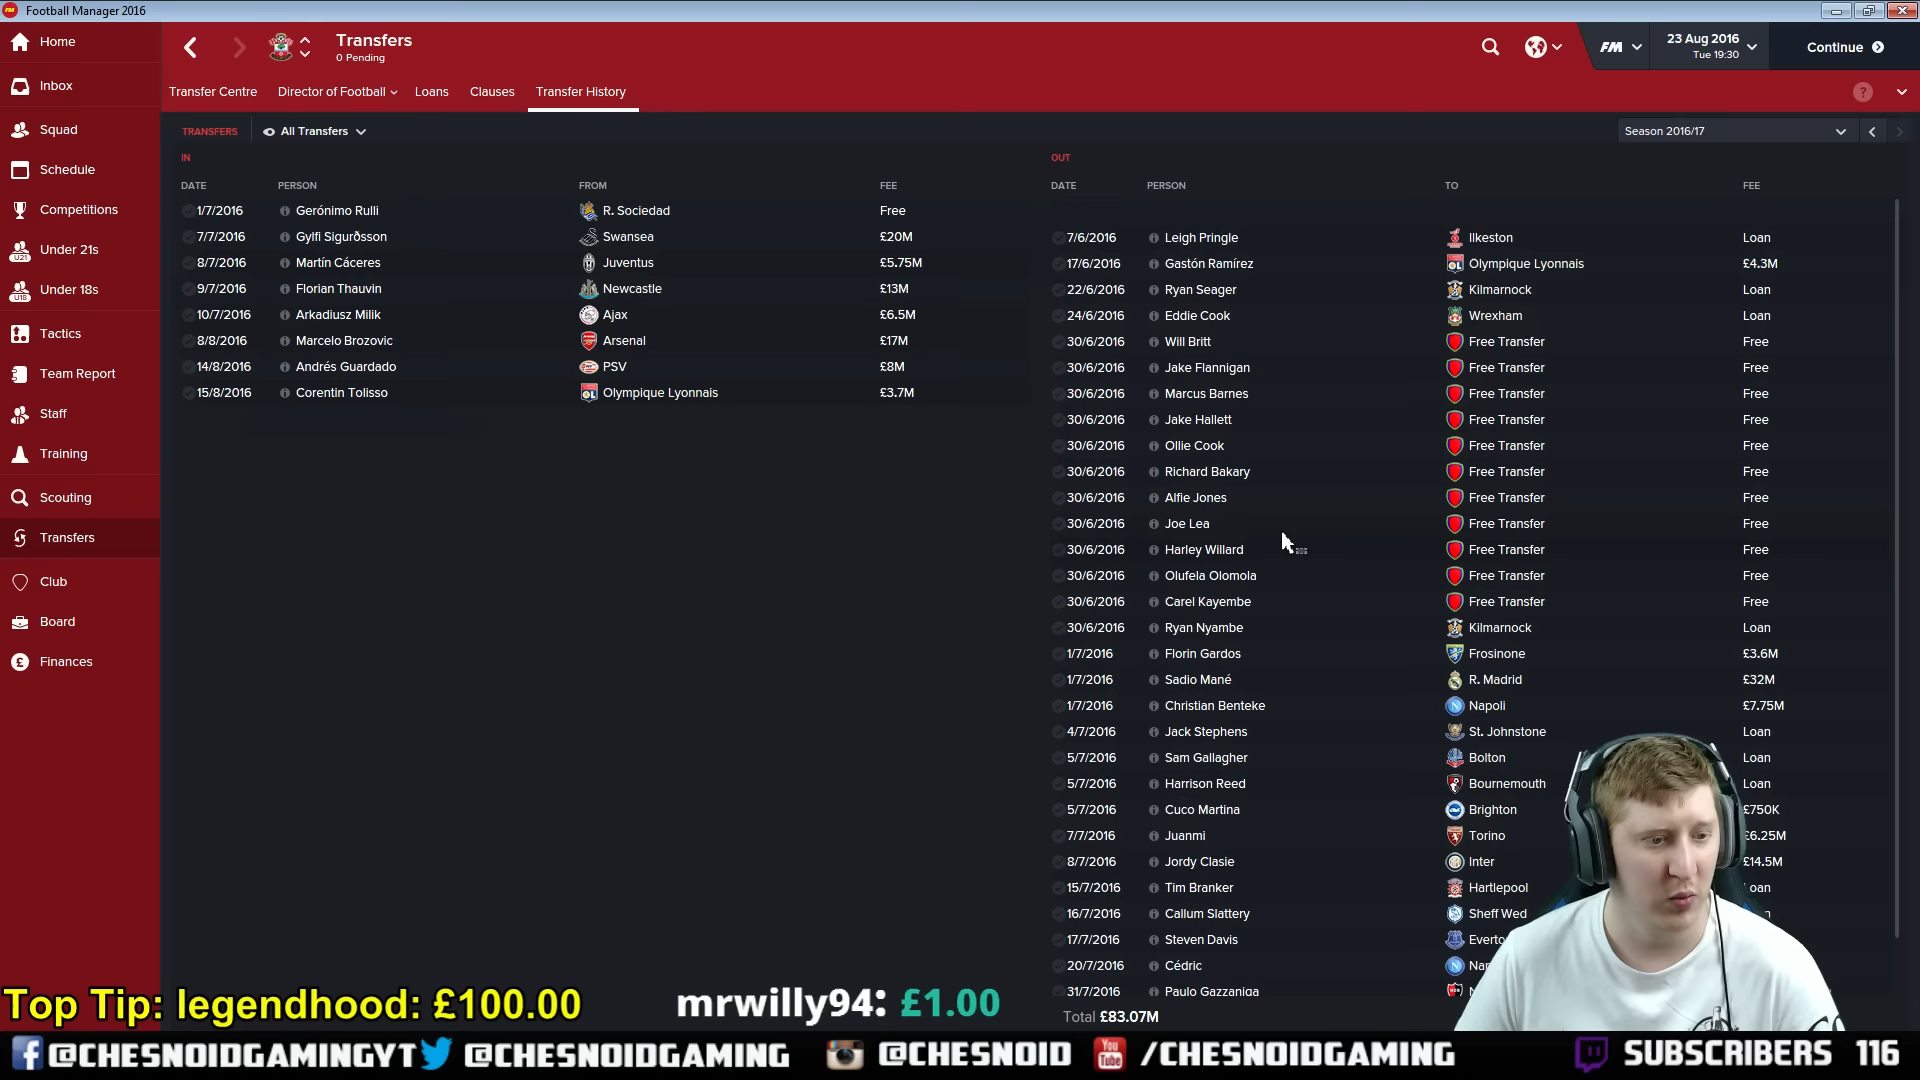 Football Manager 2016
Home
Inbox
Squad
Schedule
Competitions
Under 21s
Under 18s
Tactics
Team Report
Staff
Training
Scouting
Transfers
Club
Board
Finances
Transfers
0 Pending
FM
23 Aug 2016
Tue 19:30
Continue
Transfer Centre Director of Football Loans Clauses Transfer History
?
TRANSFERS All Transfers
Season 2016/17
IN
DATE PERSON FROM FEE
1/7/2016 Gerónimo Rulli R. Sociedad Free
7/7/2016 Gylfi Sigurðsson Swansea £20M
8/7/2016 Martín Cáceres Juventus £5.75M
9/7/2016 Florian Thauvin Newcastle £13M
10/7/2016 Arkadiusz Milik Ajax £6.5M
8/8/2016 Marcelo Brozovic Arsenal £17M
14/8/2016 Andrés Guardado PSV £8M
15/8/2016 Corentin Tolisso Olympique Lyonnais £3.7M
OUT
DATE PERSON TO FEE
7/6/2016 Leigh Pringle Ilkeston Loan
17/6/2016 Gastón Ramírez Olympique Lyonnais £4.3M
22/6/2016 Ryan Seager Kilmarnock Loan
24/6/2016 Eddie Cook Wrexham Loan
30/6/2016 Will Britt Free Transfer Free
30/6/2016 Jake Flannigan Free Transfer Free
30/6/2016 Marcus Barnes Free Transfer Free
30/6/2016 Jake Hallett Free Transfer Free
30/6/2016 Ollie Cook Free Transfer Free
30/6/2016 Richard Bakary Free Transfer Free
30/6/2016 Alfie Jones Free Transfer Free
30/6/2016 Joe Lea Free Transfer Free
30/6/2016 Harley Willard Free Transfer Free
30/6/2016 Olufela Olomola Free Transfer Free
30/6/2016 Carel Kayembe Free Transfer Free
30/6/2016 Ryan Nyambe Kilmarnock Loan
1/7/2016 Florin Gardos Frosinone £3.6M
1/7/2016 Sadio Mané R. Madrid £32M
1/7/2016 Christian Benteke Napoli £7.75M
4/7/2016 Jack Stephens St. Johnstone Loan
5/7/2016 Sam Gallagher Bolton Loan
5/7/2016 Harrison Reed Bournemouth Loan
5/7/2016 Cuco Martina Brighton £750K
7/7/2016 Juanmi Torino £6.25M
8/7/2016 Jordy Clasie Inter £14.5M
15/7/2016 Tim Branker Hartlepool
16/7/2016 Callum Slattery Sheff Wed
17/7/2016 Steven Davis
20/7/2016 Cédric
31/7/2016 Paulo Gazzaniga
Total £83.07M
Top Tip: legendhood: £100.00 mrwilly94: £1.00
@CHESNOIDGAMINGYT @CHESNOIDGAMING @CHESNOID You Tube /CHESNOIDGAMING SUBSCRIBERS 116